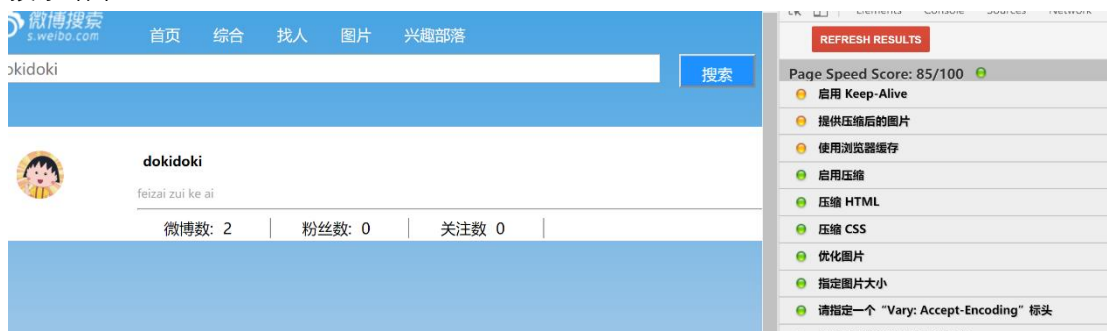 微博搜索
s.weibo.com
首页 综合 找人 图片 兴趣部落
okidoki
搜索
dokidoki
feizai zui ke ai
微博数: 2 粉丝数: 0 关注数 0
Elements Console Sources Network
REFRESH RESULTS
Page Speed Score: 85/100
启用 Keep-Alive
提供压缩后的图片
使用浏览器缓存
启用压缩
压缩 HTML
压缩 CSS
优化图片
指定图片大小
请指定一个“Vary: Accept-Encoding”标头